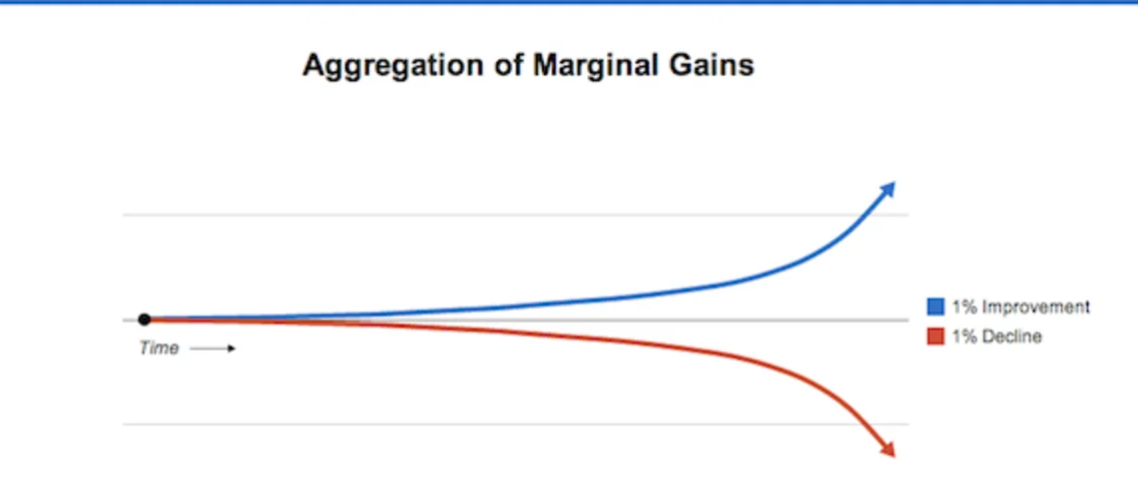 Aggregation of Marginal Gains
1% Improvement
1% Decline
Time